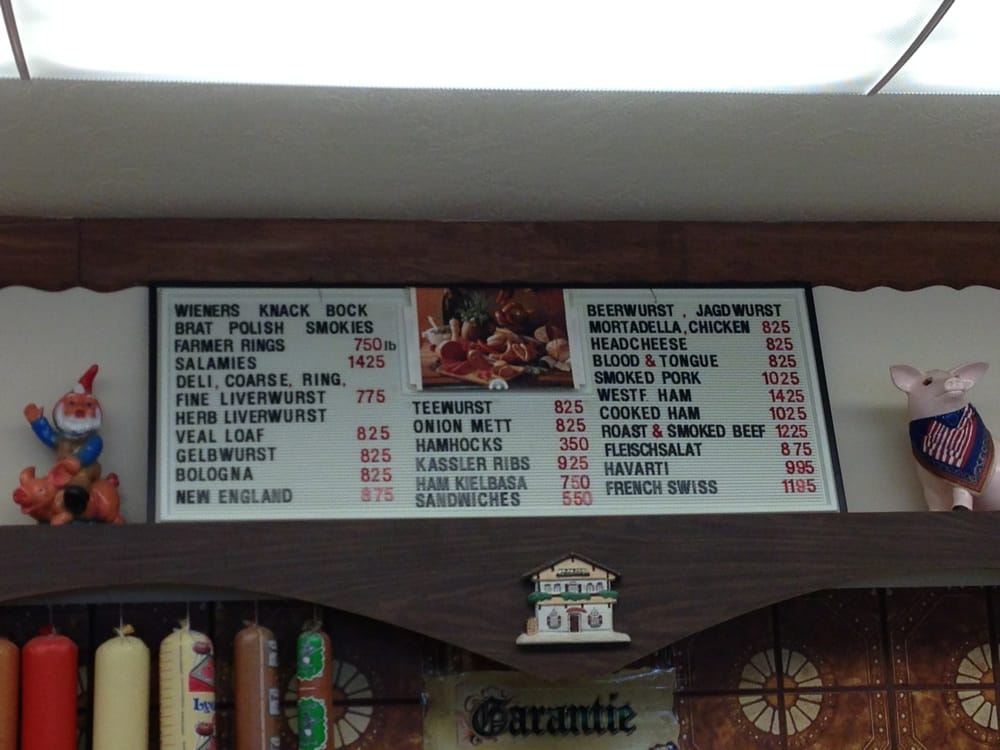 WIENERS KNACK BOCK
BRAT POLISH SMOKIES
FARMER RINGS 750lb
SALAMIES 1425
DELI, COARSE, RING,
FINE LIVERWURST 775
HERB LIVERWURST
VEAL LOAF 825
GELBWURST 825
BOLOGNA 825
NEW ENGLAND 875
TEEWURST 825
ONION METT 825
HAMHOCKS 350
KASSLER RIBS 925
HAM KIELBASA 750
SANDWICHES 550
BEERWURST , JAGDWURST
MORTADELLA, CHICKEN 825
HEADCHEESE 825
BLOOD & TONGUE 825
SMOKED PORK 1025
WESTF. HAM 1425
COOKED HAM 1025
ROAST & SMOKED BEEF 1225
FLEISCHSALAT 875
HAVARTI 995
FRENCH SWISS 1195
Garantie